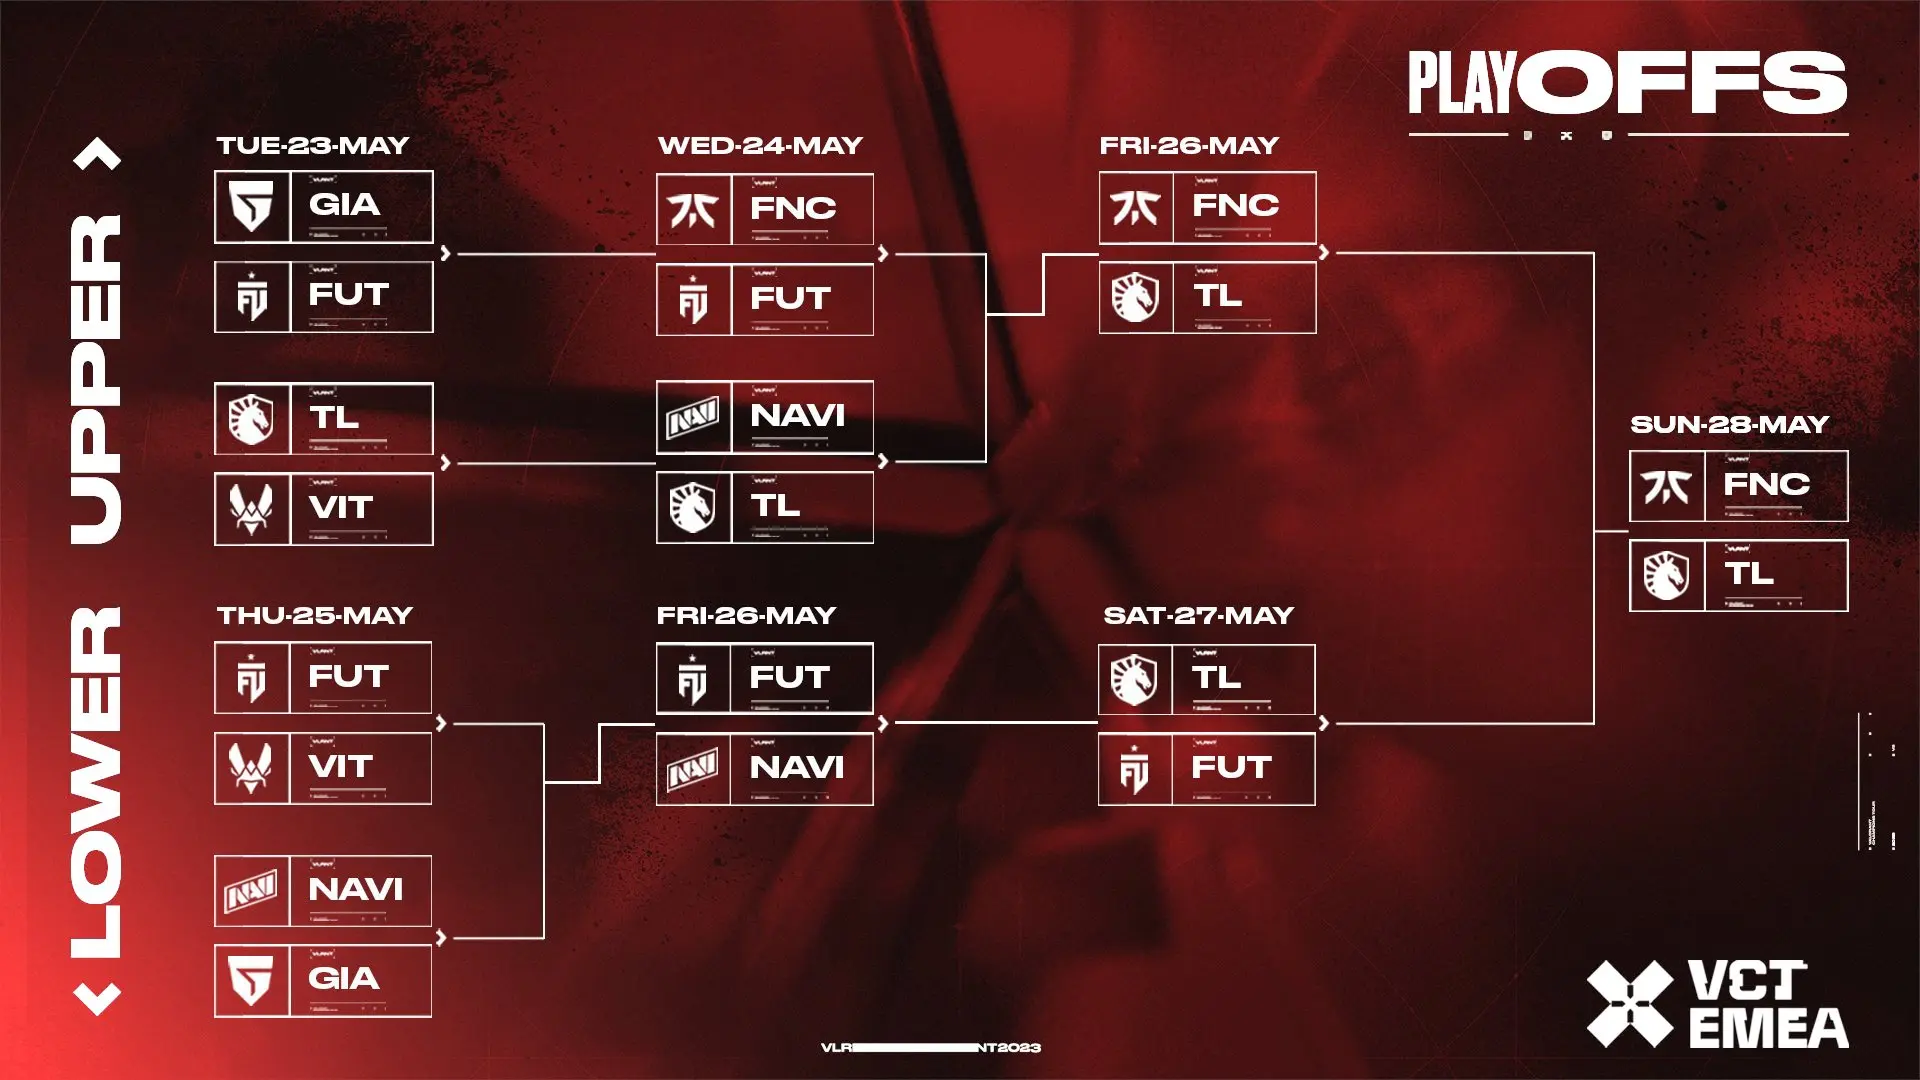 PLAYOFFS
UPPER
TUE-23-MAY
GIA
FUT
TL
VIT
WED-24-MAY
FNC
FUT
NAVI
TL
FRI-26-MAY
FNC
TL
LOWER
THU-25-MAY
FUT
VIT
NAVI
GIA
FRI-26-MAY
FUT
NAVI
SAT-27-MAY
TL
FUT
SUN-28-MAY
FNC
TL
VCT
EMEA